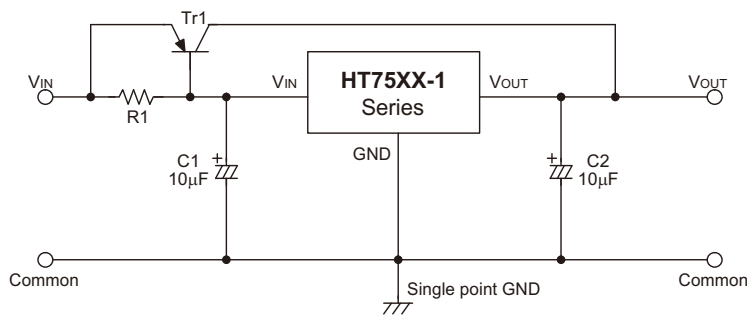 Tr1
VIN
R1
VIN
HT75XX-1
Series
VOUT
VOUT
GND
C1
10μF
+
C2
10μF
+
Common
Single point GND
Common